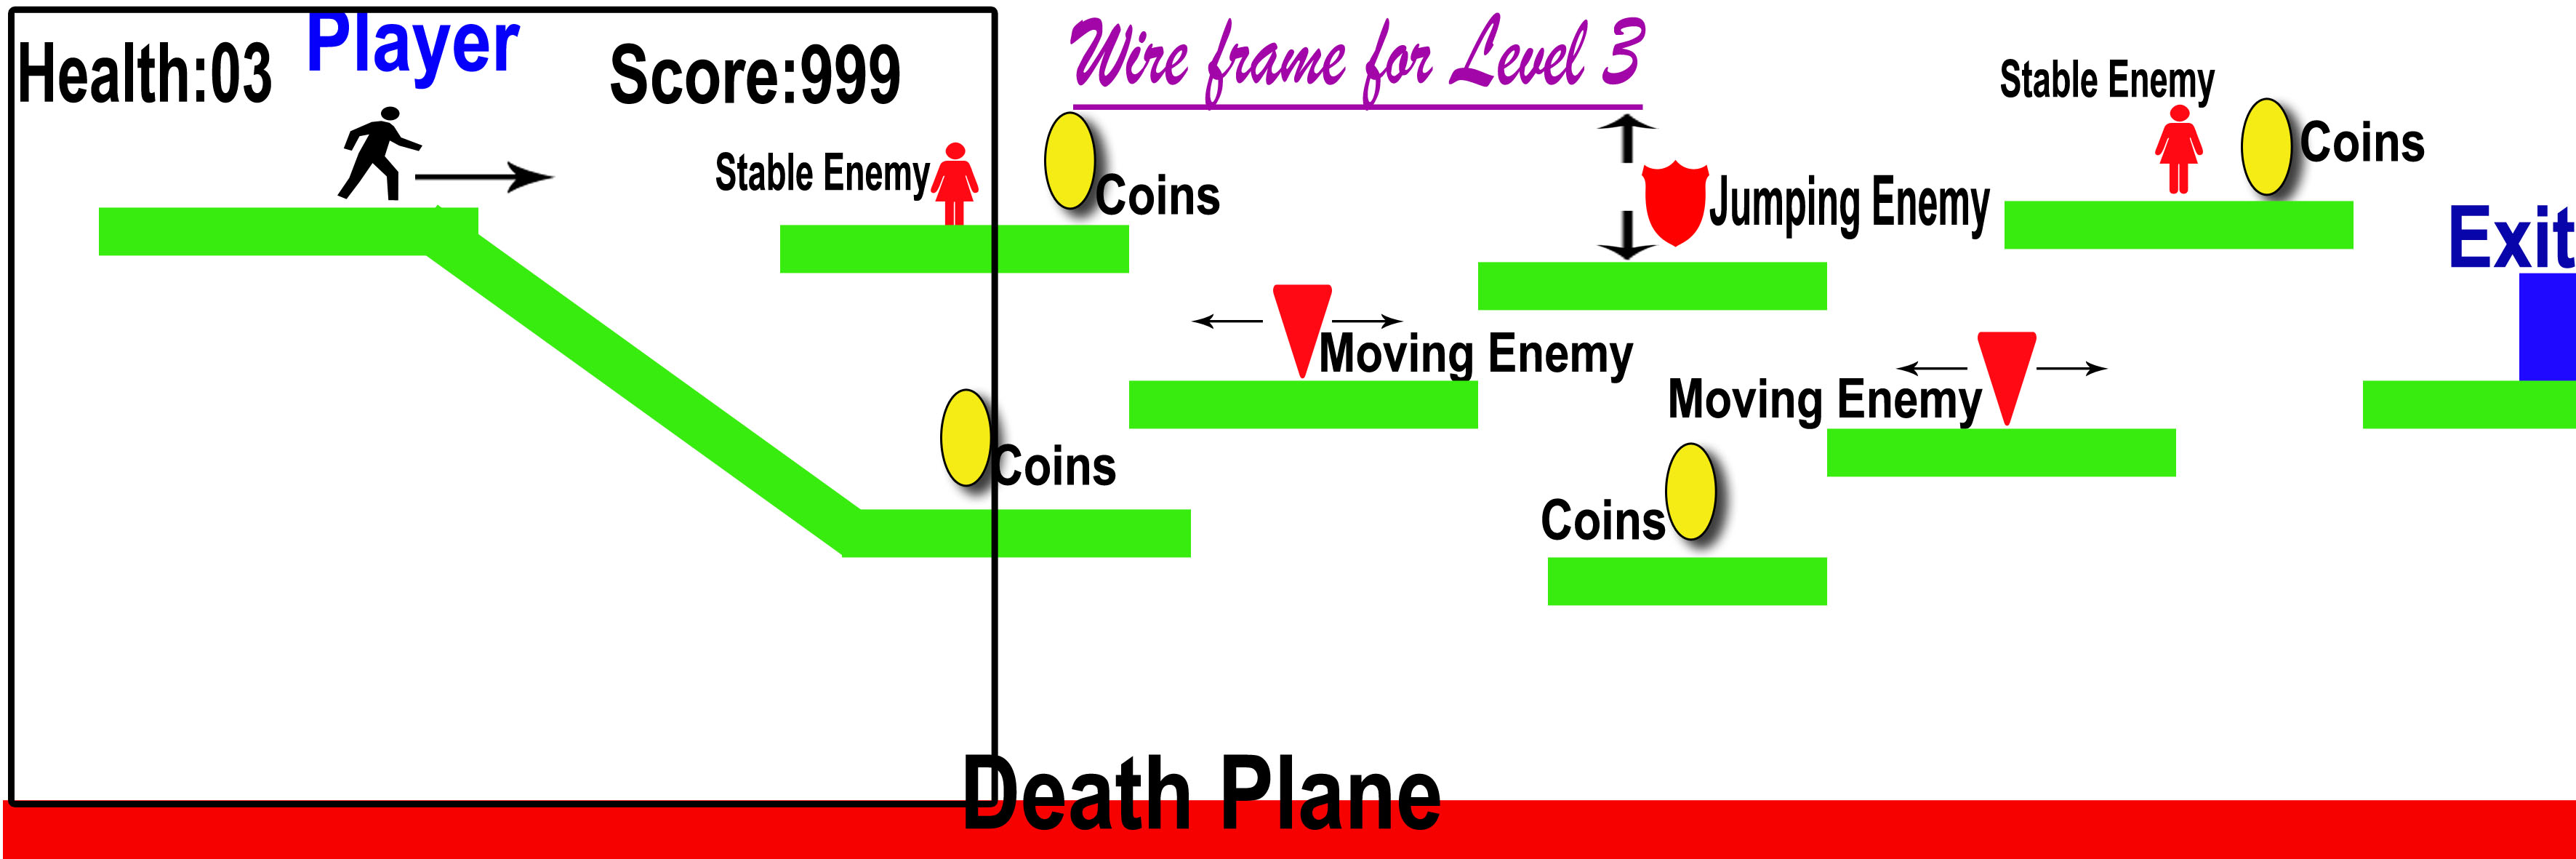 Health:03
Player
Score:999
Wire frame for Level 3
Stable Enemy
Coins
Jumping Enemy
Stable Enemy
Coins
Exit
Moving Enemy
Moving Enemy
Coins
Coins
Death Plane